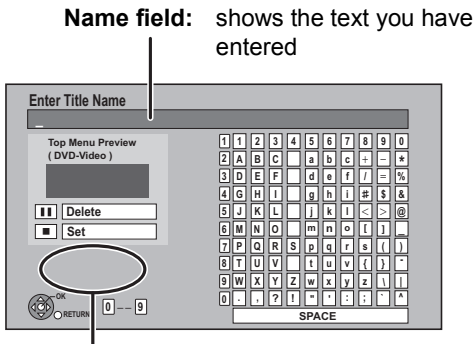 Name field: shows the text you have
entered
Enter Title Name
_
Top Menu Preview
( DVD-Video )
Delete
Set
OK
RETURN
0 -- 9
1 1 2 3 4 5 6 7 8 9 0
2 A B C a b c + − *
3 D E F d e f / = %
4 G H I g h i # $ &
5 J K L j k l < > @
6 M N O m n o [ ] _
7 P Q R S p q r s ( )
8 T U V t u v { } ˜
9 W X Y Z w x y z \ |
0 . , ? ! " ' : ; ` ^
SPACE